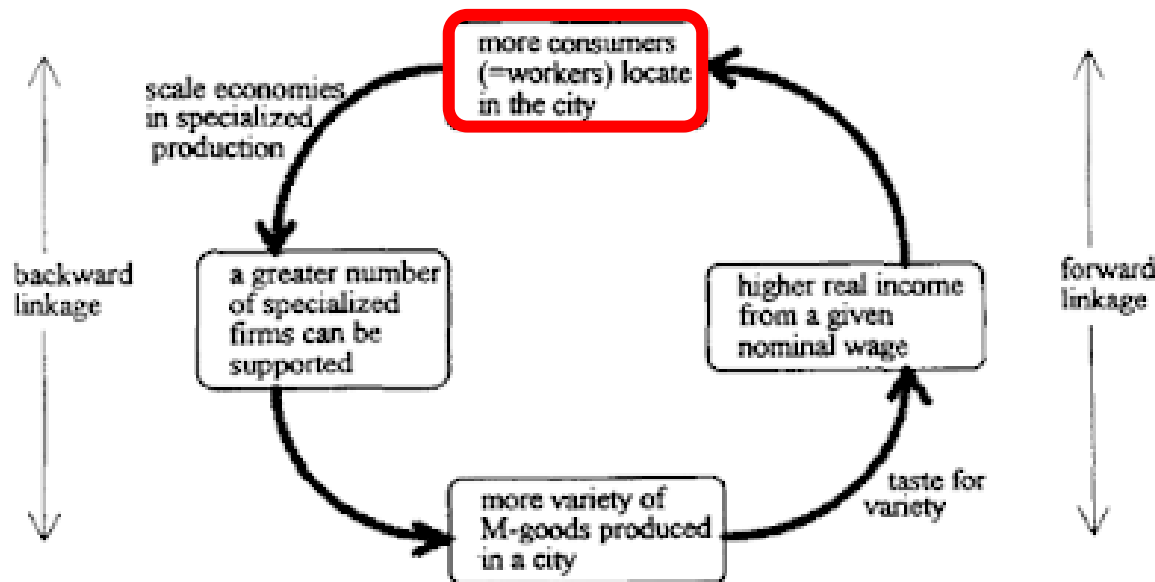 more consumers
(=workers) locate
in the city
scale economies
in specialized
production
backward
linkage
a greater number
of specialized
firms can be
supported
higher real income
from a given
nominal wage
forward
linkage
more variety of
M-goods produced
in a city
taste for
variety